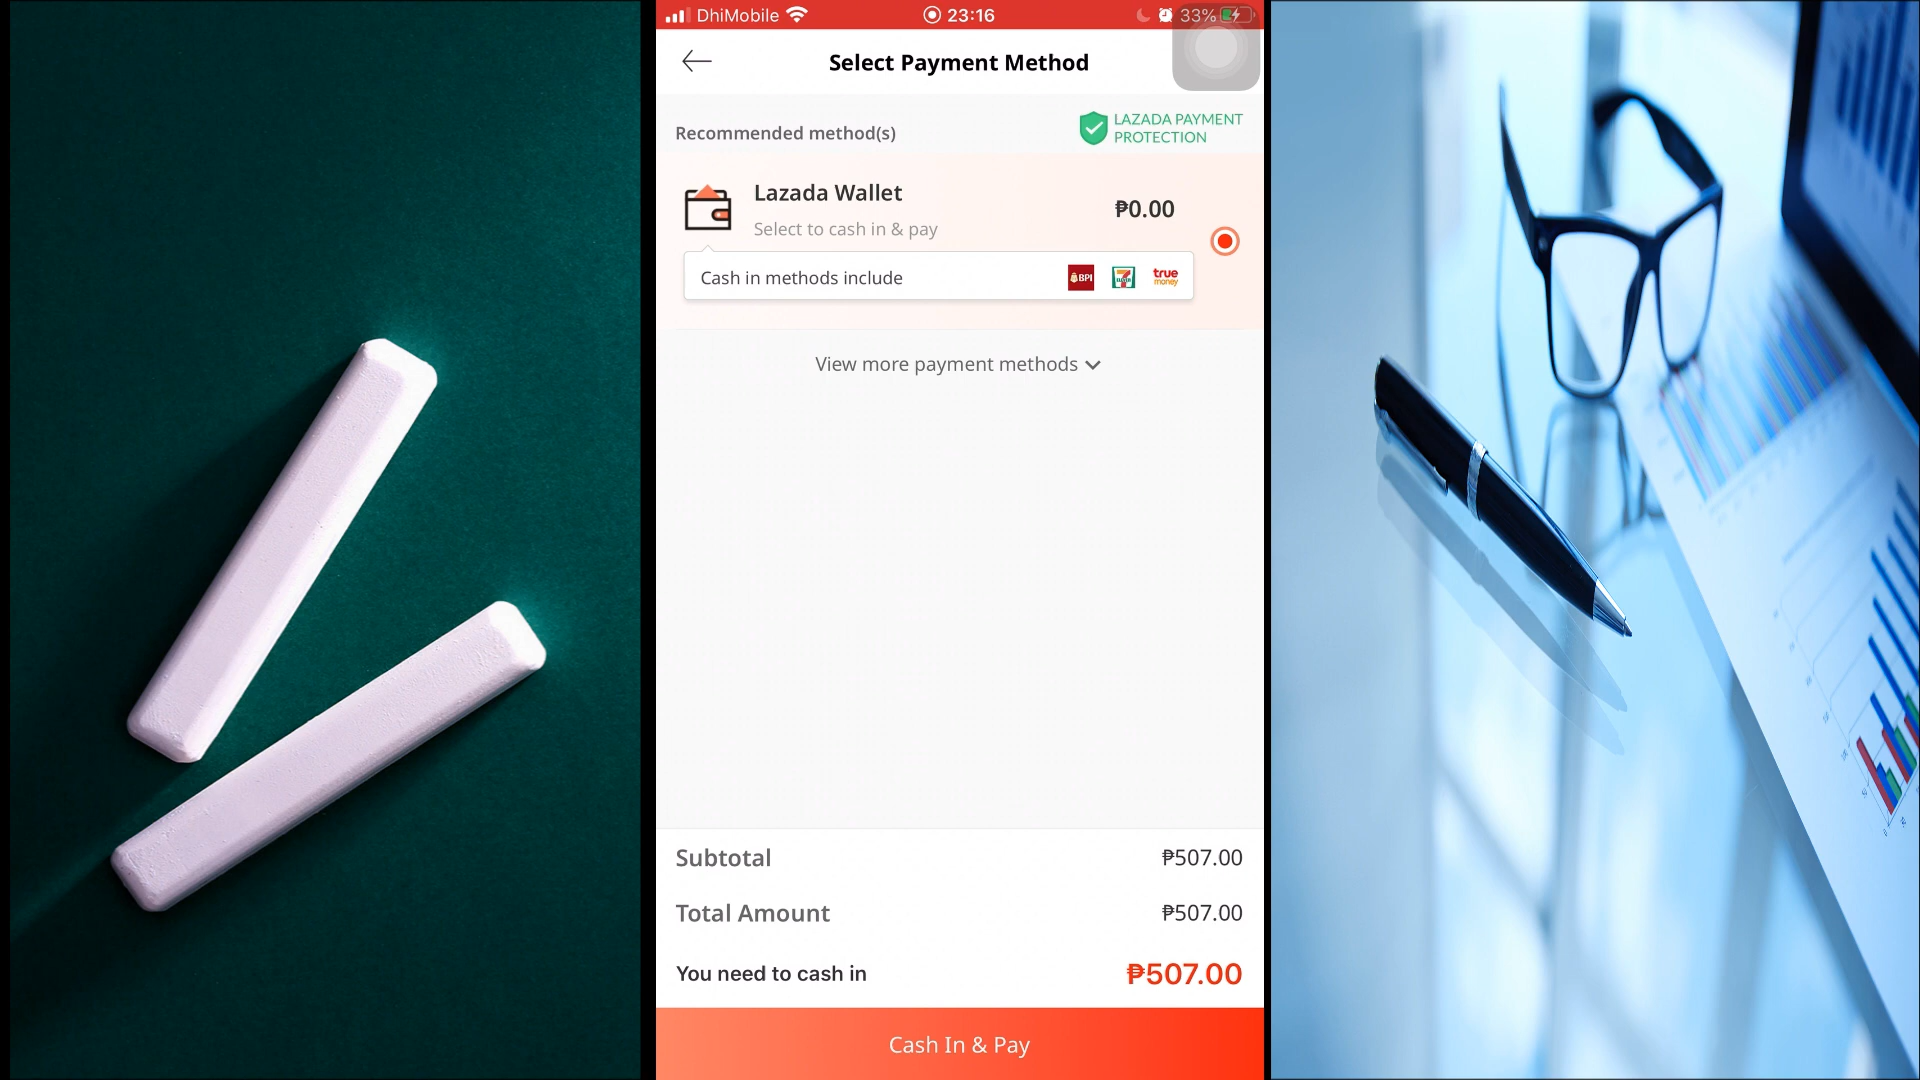 DhiMobile 23:16 33%
Select Payment Method
Recommended method(s)
LAZADA PAYMENT
PROTECTION
Lazada Wallet
₱0.00
Select to cash in & pay
Cash in methods include
BPI
7
true
money
View more payment methods
Subtotal ₱507.00
Total Amount ₱507.00
You need to cash in ₱507.00
Cash In & Pay